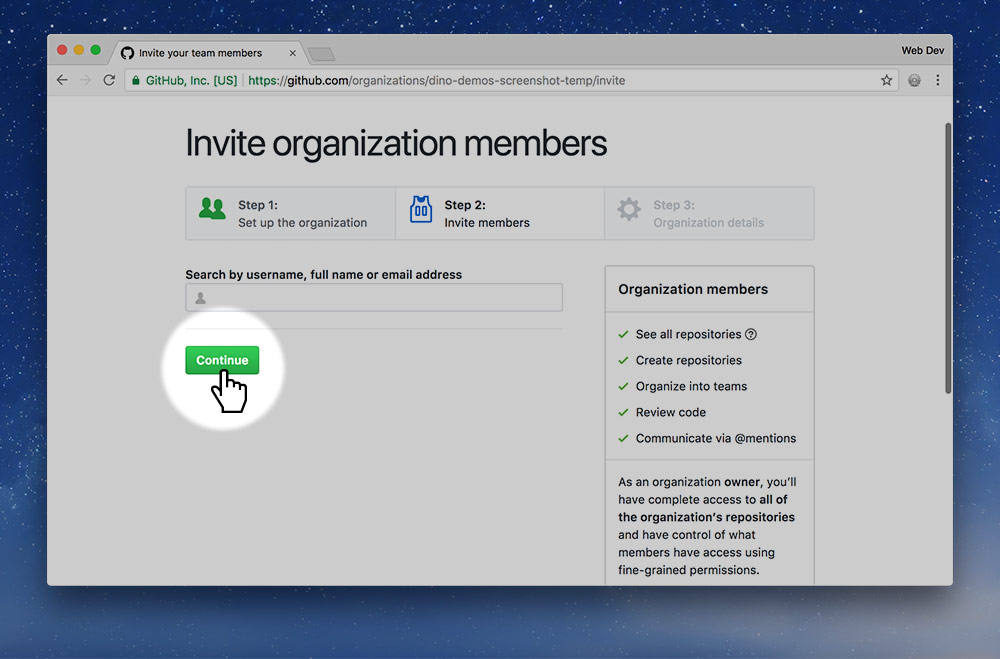 Invite your team members
Web Dev
GitHub, Inc. [US] https://github.com/organizations/dino-demos-screenshot-temp/invite
Invite organization members
Step 1:
Set up the organization
Step 2:
Invite members
Step 3:
Organization details
Search by username, full name or email address
Continue
Organization members
See all repositories
Create repositories
Organize into teams
Review code
Communicate via @mentions
As an organization owner, you’ll
have complete access to all of
the organization’s repositories
and have control of what
members have access using
fine-grained permissions.